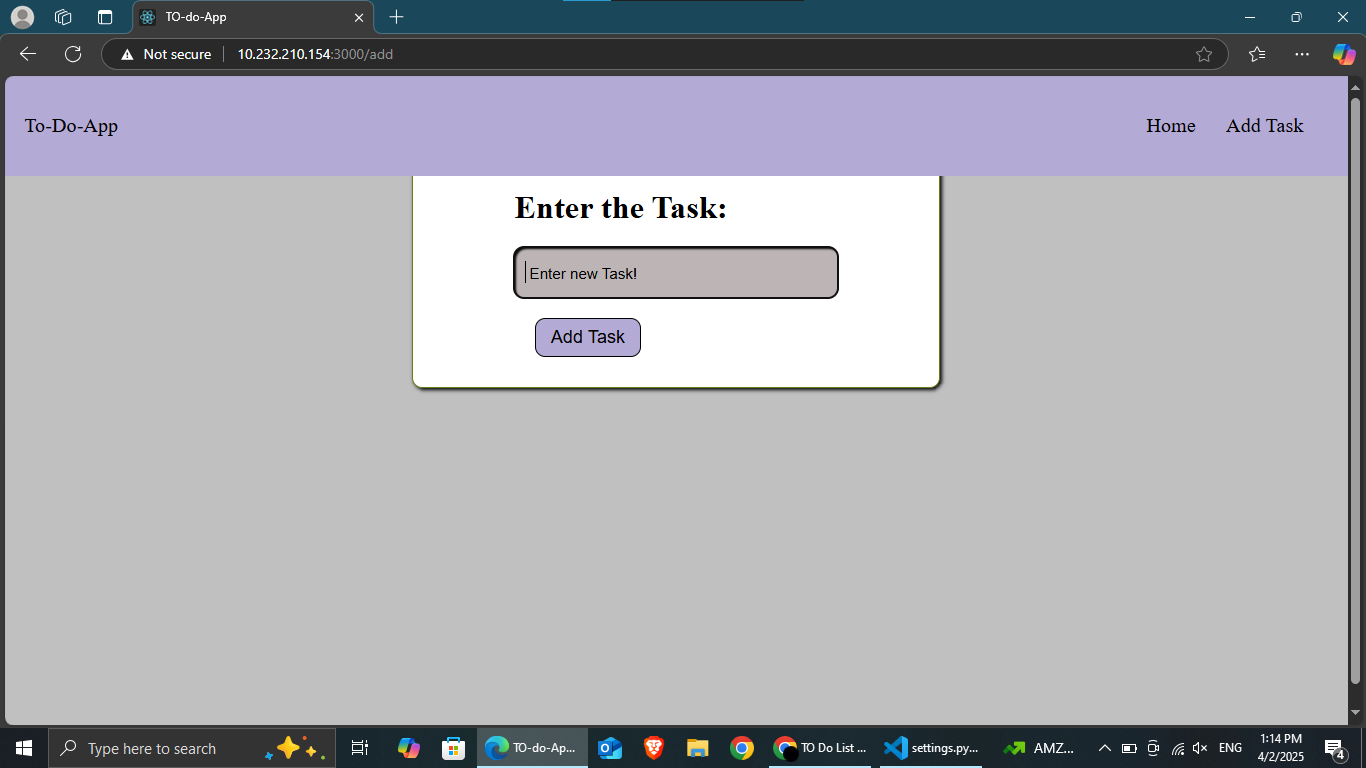 TO-do-App
Not secure
10.232.210.154:3000/add
To-Do-App
Home
Add Task
Enter the Task:
Enter new Task!
Add Task
Type here to search
TO-do-Ap...
TO Do List ...
settings.py...
AMZ...
ENG
1:14 PM
4/2/2025
4